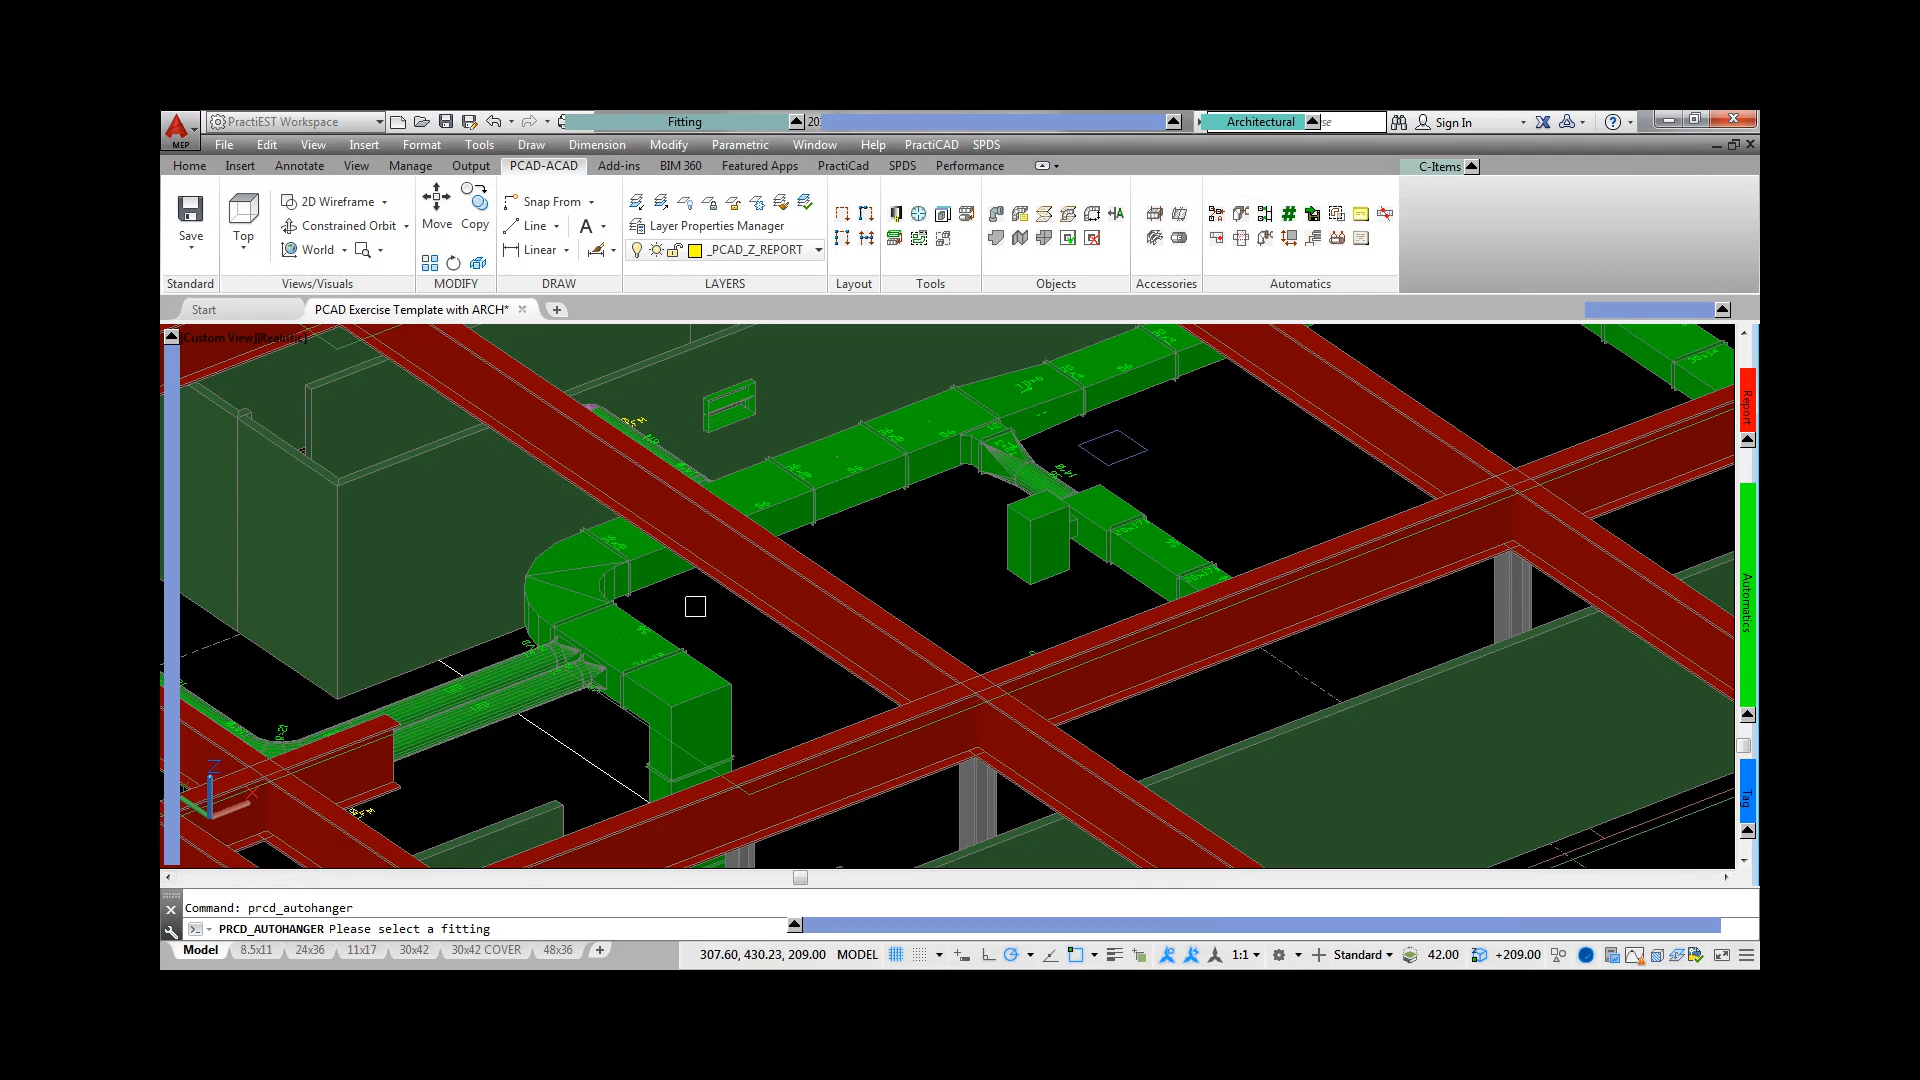 PractiEST Workspace
Fitting
Architectural
Sign In
MEP
File Edit View Insert Format Tools Draw Dimension Modify Parametric Window Help PractiCAD SPDS
Home Insert Annotate View Manage Output PCAD-ACAD Add-ins BIM 360 Featured Apps PractiCad SPDS Performance
C-Items
2D Wireframe
Snap From
Save
Top
Constrained Orbit
Move Copy
Line
Layer Properties Manager
World
Linear
_PCAD_Z_REPORT
Standard Views/Visuals MODIFY DRAW LAYERS Layout Tools Objects Accessories Automatics
Start
PCAD Exercise Template with ARCH*
[Custom View][Realistic]
Report
Automatics
Tag
Z
Command: prcd_autohanger
PRCD_AUTOHANGER Please select a fitting
Model 8.5x11 24x36 11x17 30x42 30x42 COVER 48x36
307.60, 430.23, 209.00 MODEL
1:1
Standard
42.00
+209.00